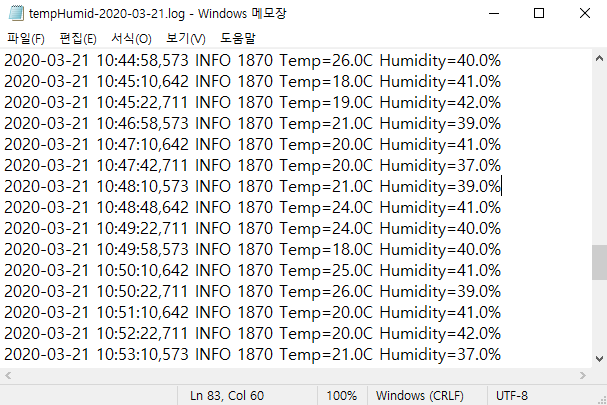 tempHumid-2020-03-21.log - Windows 메모장
파일(F) 편집(E) 서식(O) 보기(V) 도움말
2020-03-21 10:44:58,573 INFO 1870 Temp=26.0C Humidity=40.0%
2020-03-21 10:45:10,642 INFO 1870 Temp=18.0C Humidity=41.0%
2020-03-21 10:45:22,711 INFO 1870 Temp=19.0C Humidity=42.0%
2020-03-21 10:46:58,573 INFO 1870 Temp=21.0C Humidity=39.0%
2020-03-21 10:47:10,642 INFO 1870 Temp=20.0C Humidity=41.0%
2020-03-21 10:47:42,711 INFO 1870 Temp=20.0C Humidity=37.0%
2020-03-21 10:48:10,573 INFO 1870 Temp=21.0C Humidity=39.0%
2020-03-21 10:48:48,642 INFO 1870 Temp=24.0C Humidity=41.0%
2020-03-21 10:49:22,711 INFO 1870 Temp=24.0C Humidity=40.0%
2020-03-21 10:49:58,573 INFO 1870 Temp=18.0C Humidity=40.0%
2020-03-21 10:50:10,642 INFO 1870 Temp=25.0C Humidity=41.0%
2020-03-21 10:50:22,711 INFO 1870 Temp=26.0C Humidity=39.0%
2020-03-21 10:51:10,642 INFO 1870 Temp=20.0C Humidity=41.0%
2020-03-21 10:52:22,711 INFO 1870 Temp=20.0C Humidity=42.0%
2020-03-21 10:53:10,573 INFO 1870 Temp=21.0C Humidity=37.0%
Ln 83, Col 60 100% Windows (CRLF) UTF-8